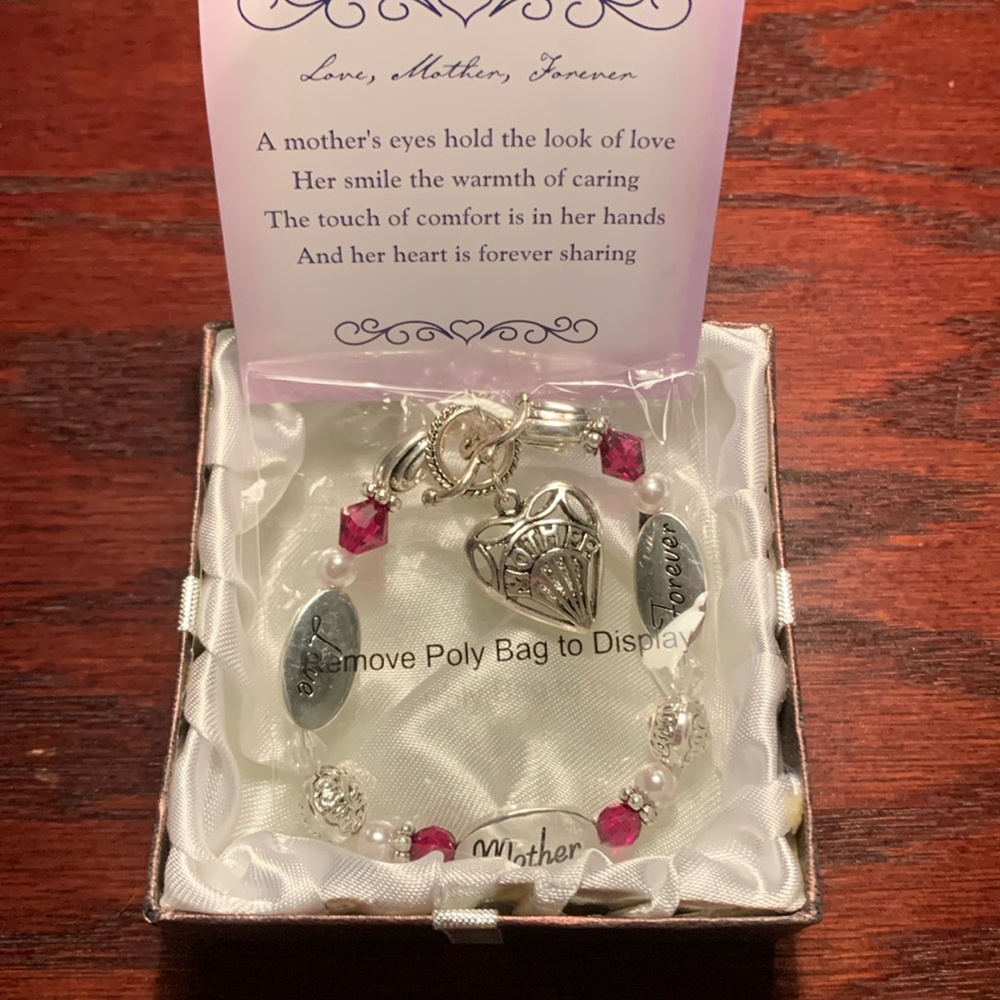 Love, Mother, Forever
A mother's eyes hold the look of love
Her smile the warmth of caring
The touch of comfort is in her hands
And her heart is forever sharing
MOTHER
Forever
Love
Remove Poly Bag to Display
Mother